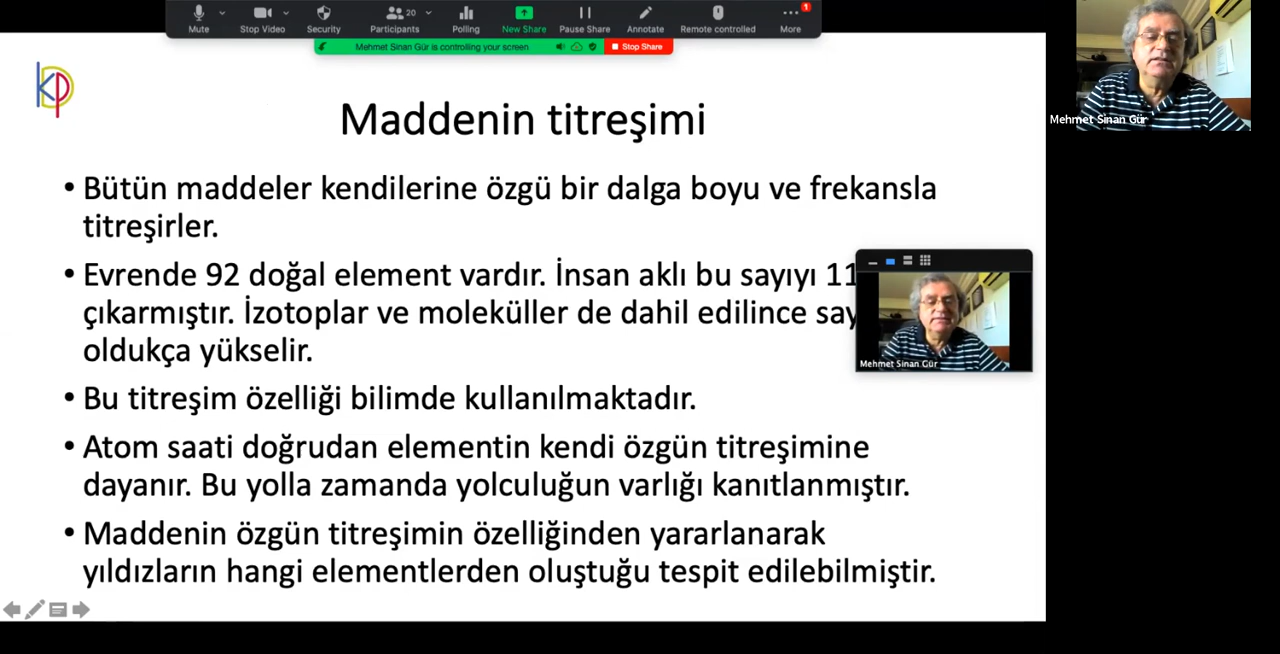 Mute
Stop Video
Security
Participants
20
Polling
New Share
Pause Share
Annotate
Remote controlled
More
1
Mehmet Sinan Gür is controlling your screen
Stop Share
Mehmet Sinan Gür
kp
Maddenin titreşimi
• Bütün maddeler kendilerine özgü bir dalga boyu ve frekansla
titreşirler.
• Evrende 92 doğal element vardır. İnsan aklı bu sayıyı 11
çıkarmıştır. İzotoplar ve moleküller de dahil edilince say
oldukça yükselir.
Mehmet Sinan Gür
• Bu titreşim özelliği bilimde kullanılmaktadır.
• Atom saati doğrudan elementin kendi özgün titreşimine
dayanır. Bu yolla zamanda yolculuğun varlığı kanıtlanmıştır.
• Maddenin özgün titreşimin özelliğinden yararlanarak
yıldızların hangi elementlerden oluştuğu tespit edilebilmiştir.